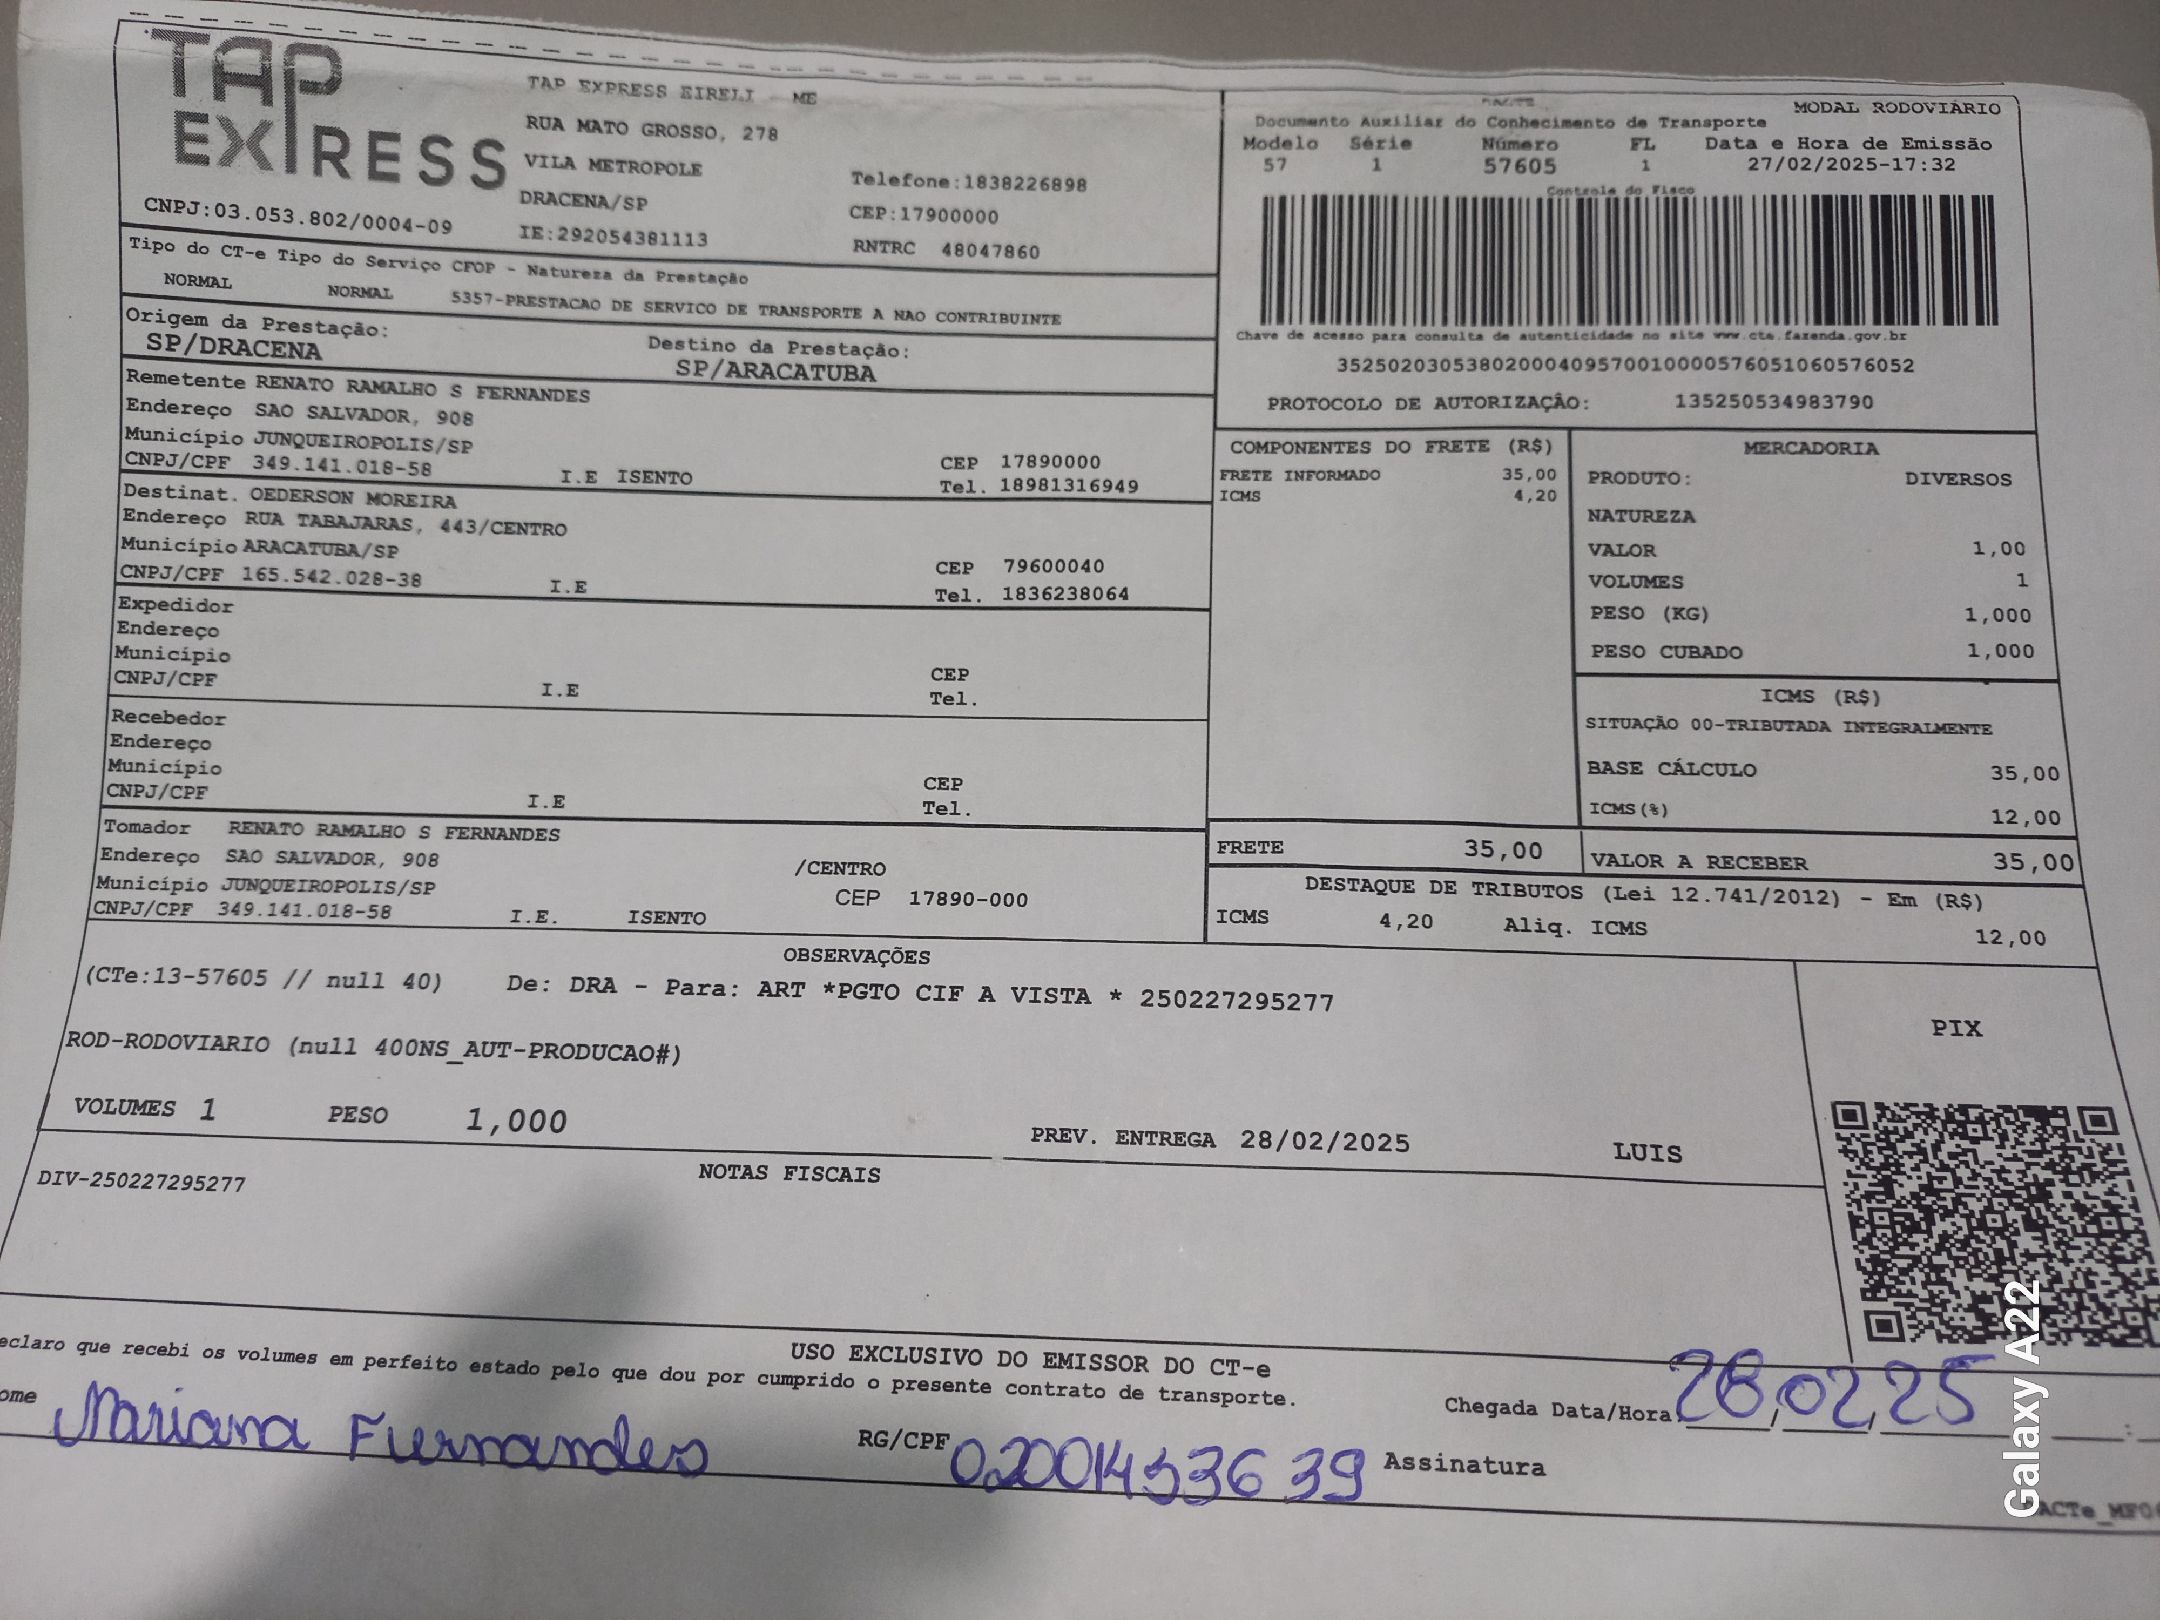 TAP EXPRESS
TAP EXPRESS EIRELI - ME
RUA MATO GROSSO, 278
VILA METROPOLE
Telefone:1838226898
DRACENA/SP
CEP:17900000
CNPJ:03.053.802/0004-09
IE:292054381113
RNTRC 48047860
MODAL RODOVIÁRIO
Documento Auxiliar do Conhecimento de Transporte
Modelo Série Número FL Data e Hora de Emissão
57 1 57605 1 27/02/2025-17:32
Controle do Fisco
Chave de acesso para consulta de autenticidade no site www.cte.fazenda.gov.br
35250203053802000409570010000576051060576052
PROTOCOLO DE AUTORIZAÇÃO: 135250534983790
Tipo do CT-e Tipo do Serviço CFOP - Natureza da Prestação
NORMAL NORMAL 5357-PRESTACAO DE SERVICO DE TRANSPORTE A NAO CONTRIBUINTE
Origem da Prestação: Destino da Prestação:
SP/DRACENA SP/ARACATUBA
Remetente RENATO RAMALHO S FERNANDES
Endereço SAO SALVADOR, 908
Município JUNQUEIROPOLIS/SP CEP 17890000
CNPJ/CPF 349.141.018-58 I.E ISENTO Tel. 18981316949
Destinat. OEDERSON MOREIRA
Endereço RUA TABAJARAS, 443/CENTRO
Município ARACATUBA/SP CEP 79600040
CNPJ/CPF 165.542.028-38 I.E Tel. 1836238064
Expedidor
Endereço
Município CEP
CNPJ/CPF I.E Tel.
Recebedor
Endereço
Município CEP
CNPJ/CPF I.E Tel.
Tomador RENATO RAMALHO S FERNANDES
Endereço SAO SALVADOR, 908 /CENTRO
Município JUNQUEIROPOLIS/SP CEP 17890-000
CNPJ/CPF 349.141.018-58 I.E. ISENTO
COMPONENTES DO FRETE (R$)
FRETE INFORMADO 35,00
ICMS 4,20
MERCADORIA
PRODUTO: DIVERSOS
NATUREZA
VALOR 1,00
VOLUMES 1
PESO (KG) 1,000
PESO CUBADO 1,000
ICMS (R$)
SITUAÇÃO 00-TRIBUTADA INTEGRALMENTE
BASE CÁLCULO 35,00
ICMS(%) 12,00
FRETE 35,00 VALOR A RECEBER 35,00
DESTAQUE DE TRIBUTOS (Lei 12.741/2012) - Em (R$)
ICMS 4,20 Aliq. ICMS 12,00
OBSERVAÇÕES
(CTe:13-57605 // null 40) De: DRA - Para: ART *PGTO CIF A VISTA * 250227295277
ROD-RODOVIARIO (null 400NS_AUT-PRODUCAO#)
PIX
VOLUMES 1 PESO 1,000 PREV. ENTREGA 28/02/2025 LUIS
NOTAS FISCAIS
DIV-250227295277
USO EXCLUSIVO DO EMISSOR DO CT-e
eclaro que recebi os volumes em perfeito estado pelo que dou por cumprido o presente contrato de transporte.
ome Mariana Fernandes RG/CPF 02001453639 Assinatura
Chegada Data/Hora 28/02/25 :
ACTe_MF0
Galaxy A22